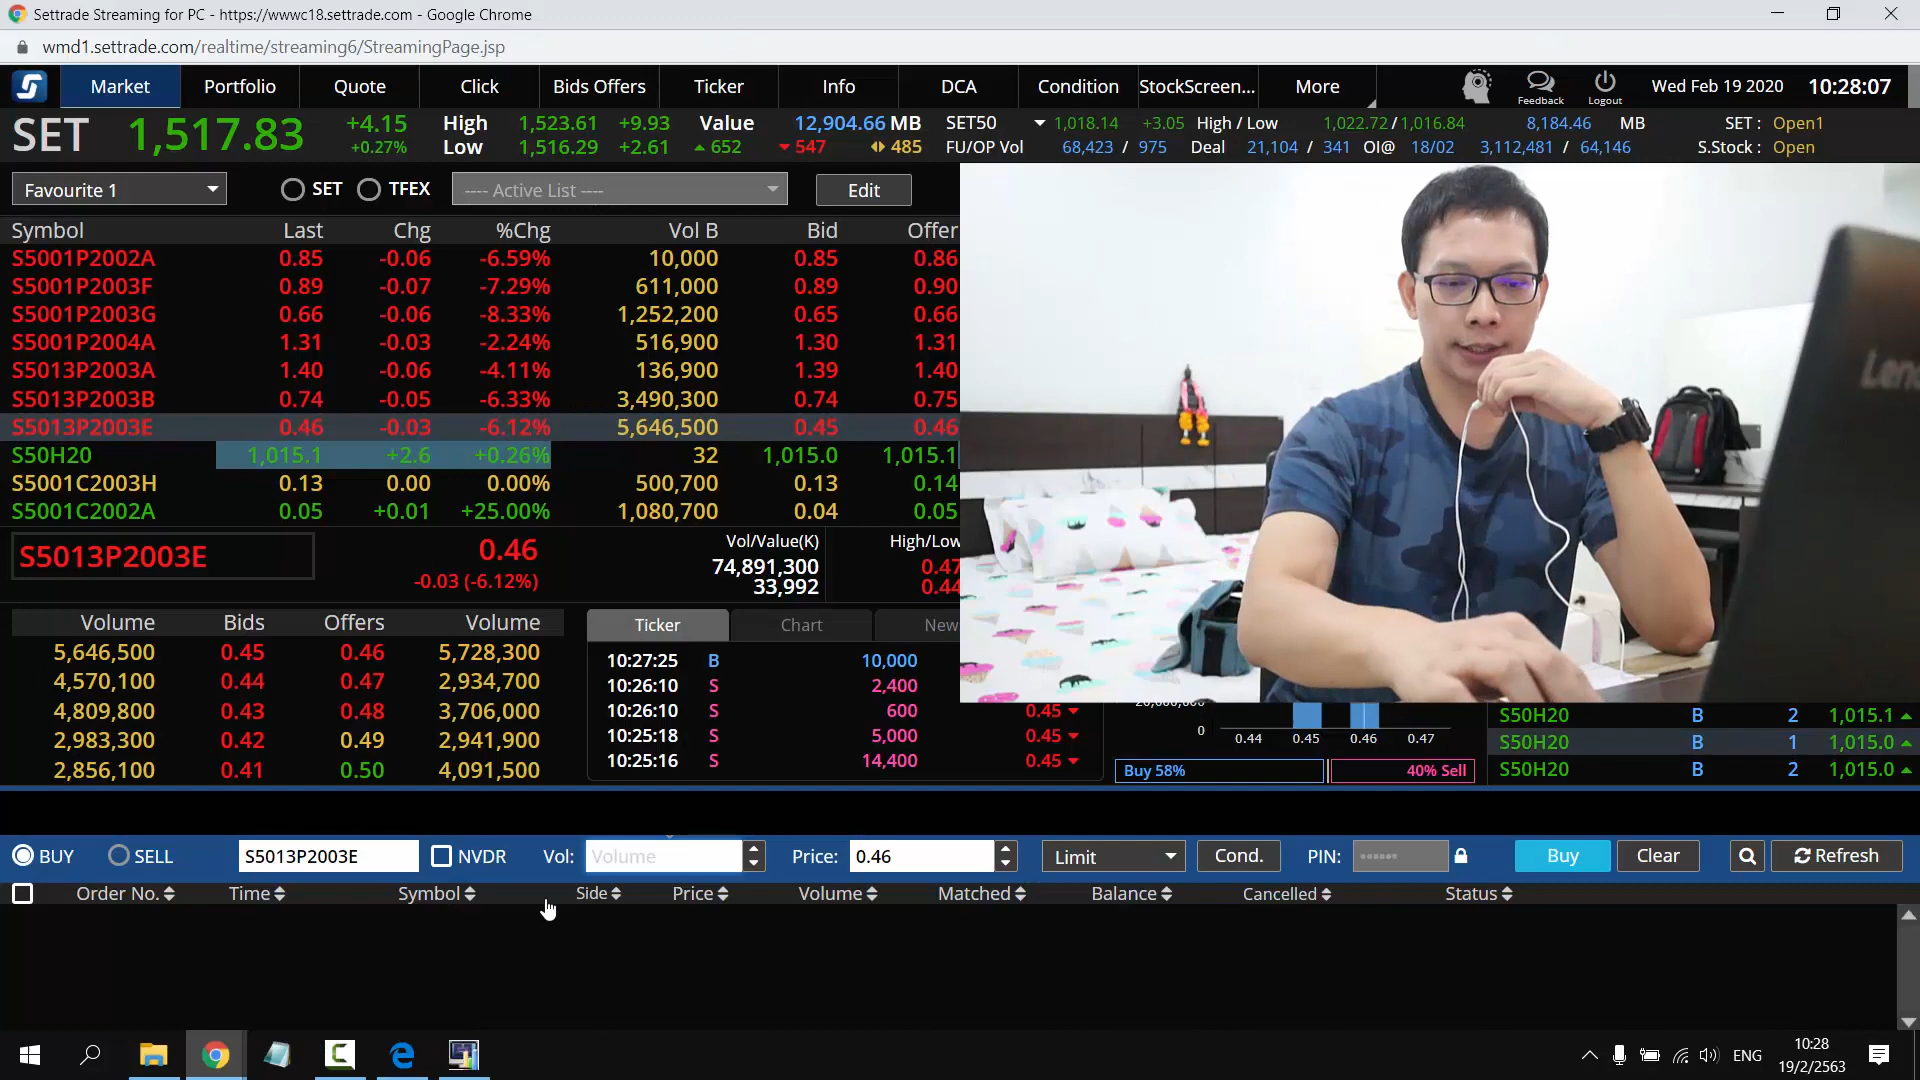 Settrade Streaming for PC - https://wwwc18.settrade.com - Google Chrome
wmd1.settrade.com/realtime/streaming6/StreamingPage.jsp
Market Portfolio Quote Click Bids Offers Ticker Info DCA Condition StockScreen... More Feedback Logout Wed Feb 19 2020 10:28:07
SET 1,517.83 +4.15 High 1,523.61 +9.93 Value 12,904.66 MB SET50 1,018.14 +3.05 High / Low 1,022.72 / 1,016.84 8,184.46 MB SET : Open1
+0.27% Low 1,516.29 +2.61 652 547 485 FU/OP Vol 68,423 / 975 Deal 21,104 / 341 OI@ 18/02 3,112,481 / 64,146 S.Stock : Open
Favourite 1 SET TFEX ---- Active List ---- Edit
Symbol Last Chg %Chg Vol B Bid Offer
S5001P2002A 0.85 -0.06 -6.59% 10,000 0.85 0.86
S5001P2003F 0.89 -0.07 -7.29% 611,000 0.89 0.90
S5001P2003G 0.66 -0.06 -8.33% 1,252,200 0.65 0.66
S5001P2004A 1.31 -0.03 -2.24% 516,900 1.30 1.31
S5013P2003A 1.40 -0.06 -4.11% 136,900 1.39 1.40
S5013P2003B 0.74 -0.05 -6.33% 3,490,300 0.74 0.75
S5013P2003E 0.46 -0.03 -6.12% 5,646,500 0.45 0.46
S50H20 1,015.1 +2.6 +0.26% 32 1,015.0 1,015.1
S5001C2003H 0.13 0.00 0.00% 500,700 0.13 0.14
S5001C2002A 0.05 +0.01 +25.00% 1,080,700 0.04 0.05
S5013P2003E 0.46 Vol/Value(K) High/Low
74,891,300 0.47
-0.03 (-6.12%) 33,992 0.44
Volume Bids Offers Volume Ticker Chart New
5,646,500 0.45 0.46 5,728,300 10:27:25 B 10,000
4,570,100 0.44 0.47 2,934,700 10:26:10 S 2,400
4,809,800 0.43 0.48 3,706,000 10:26:10 S 600 0.45 S50H20 B 2 1,015.1
2,983,300 0.42 0.49 2,941,900 10:25:18 S 5,000 0.45 0 0.44 0.45 0.46 0.47 S50H20 B 1 1,015.0
2,856,100 0.41 0.50 4,091,500 10:25:16 S 14,400 0.45 Buy 58% 40% Sell S50H20 B 2 1,015.0
BUY SELL S5013P2003E NVDR Vol: Volume Price: 0.46 Limit Cond. PIN: Buy Clear Refresh
Order No. Time Symbol Side Price Volume Matched Balance Cancelled Status
ENG 10:28
19/2/2563